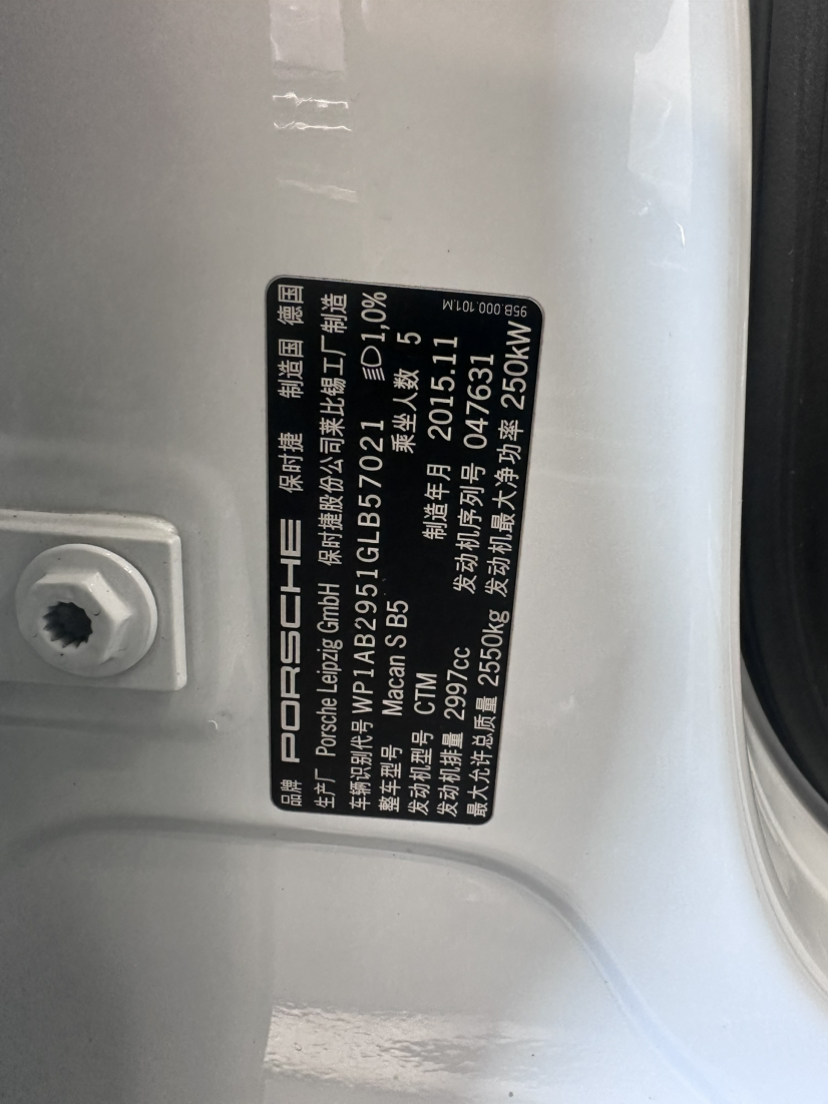 品牌 PORSCHE 保时捷 制造国 德国
生产厂 Porsche Leipzig GmbH 保时捷股份公司莱比锡工厂制造
车辆识别代号 WP1AB2951GLB57021 1,0%
整车型号 Macan S B5 乘坐人数 5
发动机型号 CTM 制造年月 2015.11
发动机排量 2997cc 发动机序列号 047631
最大允许总质量 2550kg 发动机最大净功率 250kW
95B.000.101.M